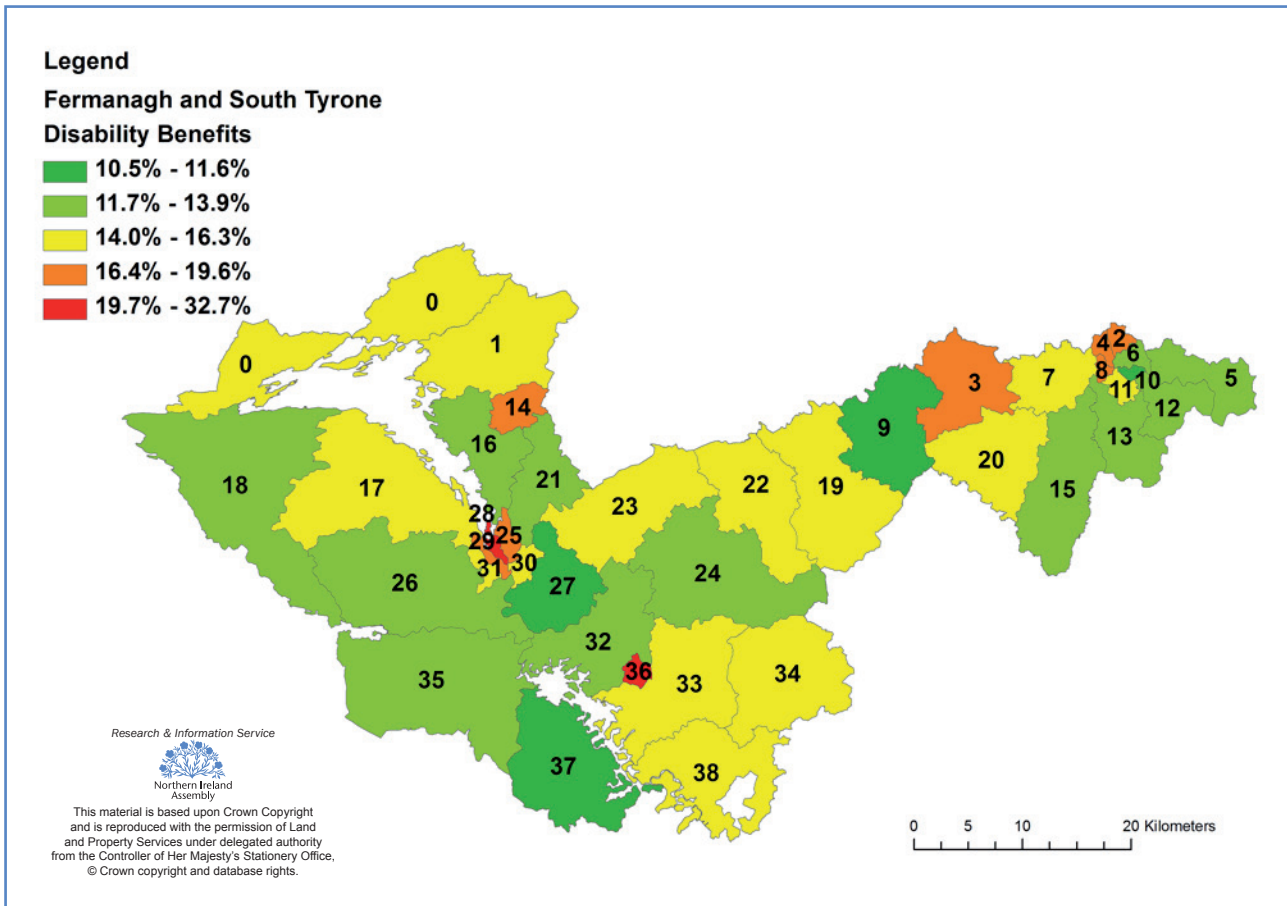 Legend
Fermanagh and South Tyrone
Disability Benefits
10.5% - 11.6%
11.7% - 13.9%
14.0% - 16.3%
16.4% - 19.6%
19.7% - 32.7%
0
0
1
2
4
6
3
7
8
10
5
11
12
14
9
13
16
20
18
17
21
19
15
23
22
28
29
25
30
31
26
27
24
32
36
35
33
34
37
38
Research & Information Service
Northern Ireland
Assembly
This material is based upon Crown Copyright
and is reproduced with the permission of Land
and Property Services under delegated authority
from the Controller of Her Majesty's Stationery Office,
© Crown copyright and database rights.
0 5 10 20 Kilometers